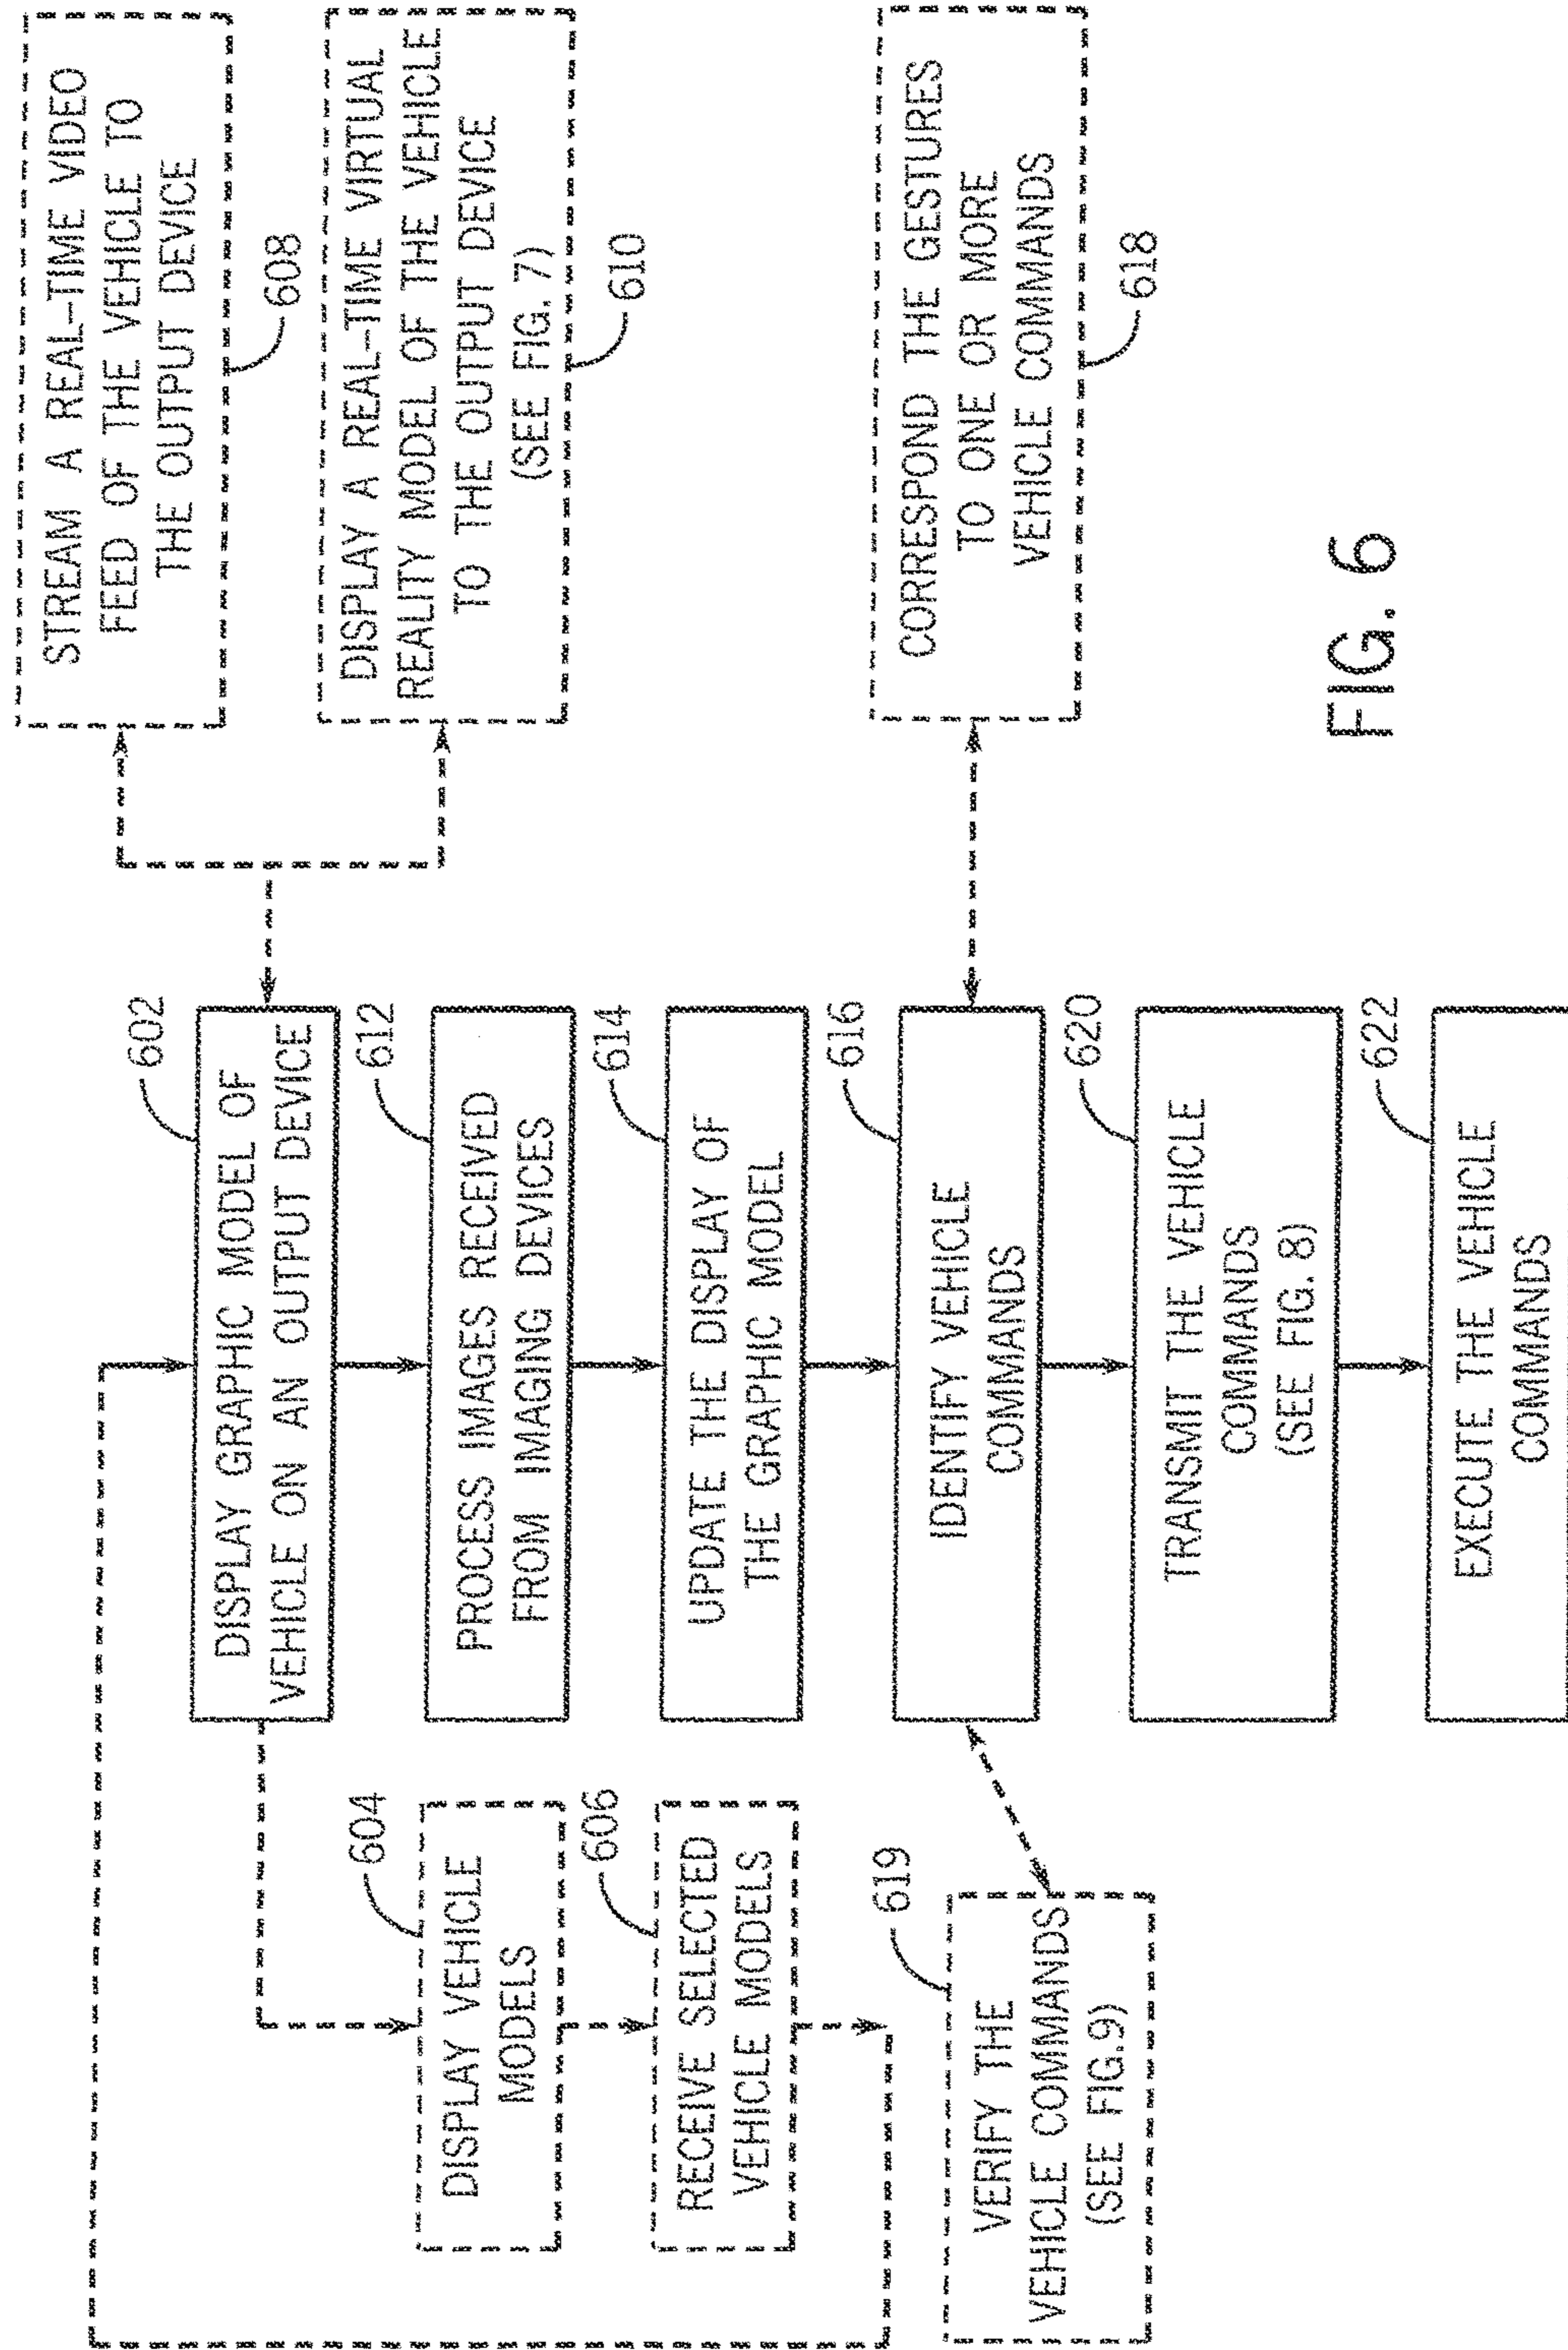 602
DISPLAY GRAPHIC MODEL OF
VEHICLE ON AN OUTPUT DEVICE
604
DISPLAY VEHICLE
MODELS
606
RECEIVE SELECTED
VEHICLE MODELS
STREAM A REAL-TIME VIDEO
FEED OF THE VEHICLE TO
THE OUTPUT DEVICE
608
DISPLAY A REAL-TIME VIRTUAL
REALITY MODEL OF THE VEHICLE
TO THE OUTPUT DEVICE
(SEE FIG. 7)
610
612
PROCESS IMAGES RECEIVED
FROM IMAGING DEVICES
614
UPDATE THE DISPLAY OF
THE GRAPHIC MODEL
616
IDENTIFY VEHICLE
COMMANDS
CORRESPOND THE GESTURES
TO ONE OR MORE
VEHICLE COMMANDS
618
619
VERIFY THE
VEHICLE COMMANDS
(SEE FIG.9)
620
TRANSMIT THE VEHICLE
COMMANDS
(SEE FIG. 8)
622
EXECUTE THE VEHICLE
COMMANDS
FIG. 6